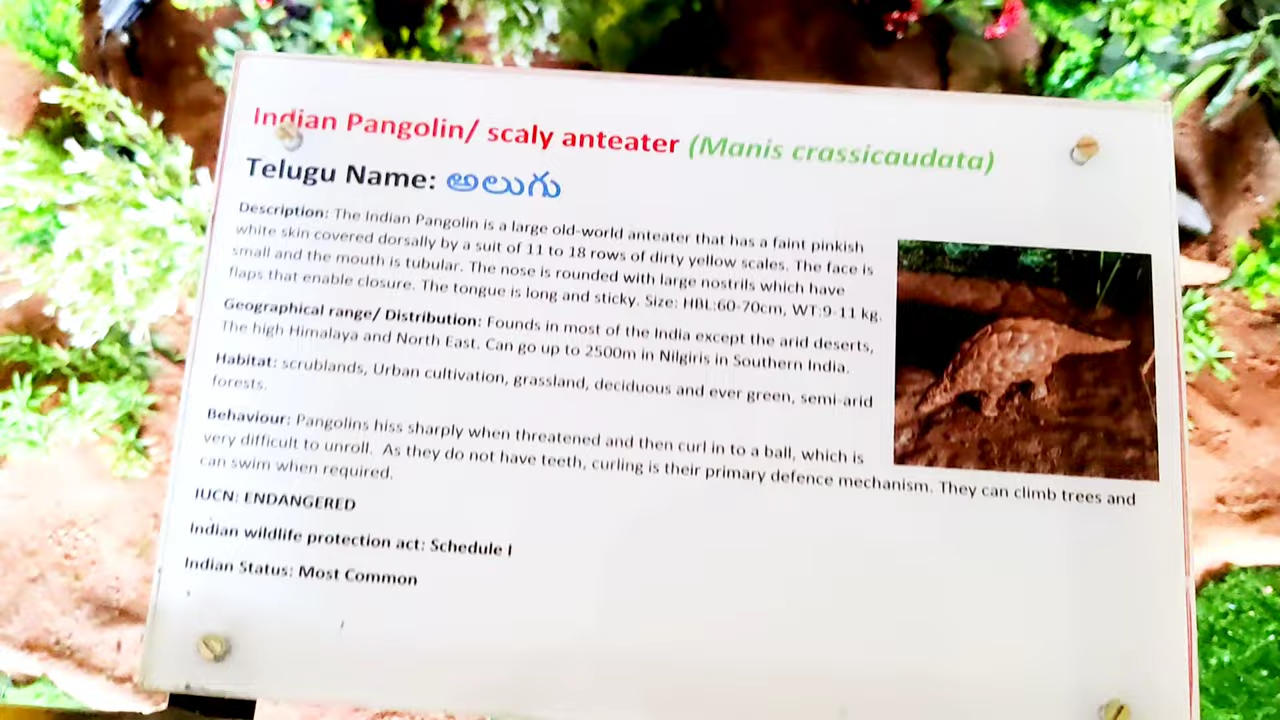 Indian Pangolin/ scaly anteater (Manis crassicaudata)
Telugu Name: అలుగు
Description: The Indian Pangolin is a large old-world anteater that has a faint pinkish
white skin covered dorsally by a suit of 11 to 18 rows of dirty yellow scales. The face is
small and the mouth is tubular. The nose is rounded with large nostrils which have
flaps that enable closure. The tongue is long and sticky. Size: HBL:60-70cm, WT:9-11 kg.
Geographical range/ Distribution: Founds in most of the India except the arid deserts,
The high Himalaya and North East. Can go up to 2500m in Nilgiris in Southern India.
Habitat: scrublands, Urban cultivation, grassland, deciduous and ever green, semi-arid
forests.
Behaviour: Pangolins hiss sharply when threatened and then curl in to a ball, which is
very difficult to unroll. As they do not have teeth, curling is their primary defence mechanism. They can climb trees and
can swim when required.
IUCN: ENDANGERED
Indian wildlife protection act: Schedule I
Indian Status: Most Common